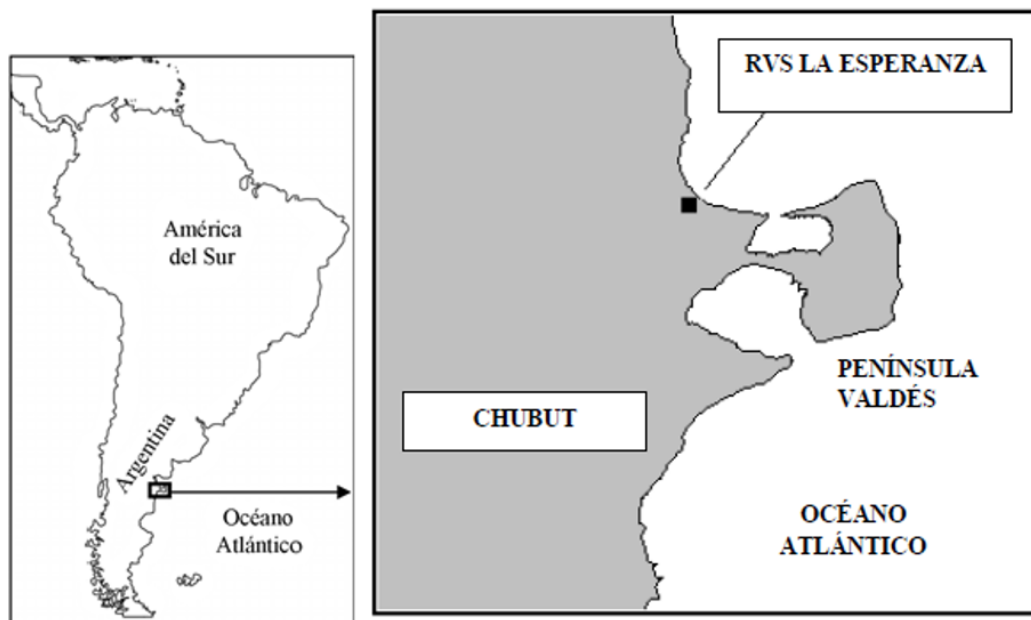 América
del Sur
Argentina
Océano
Atlántico
RVS LA ESPERANZA
CHUBUT
PENÍNSULA
VALDÉS
OCÉANO
ATLÁNTICO